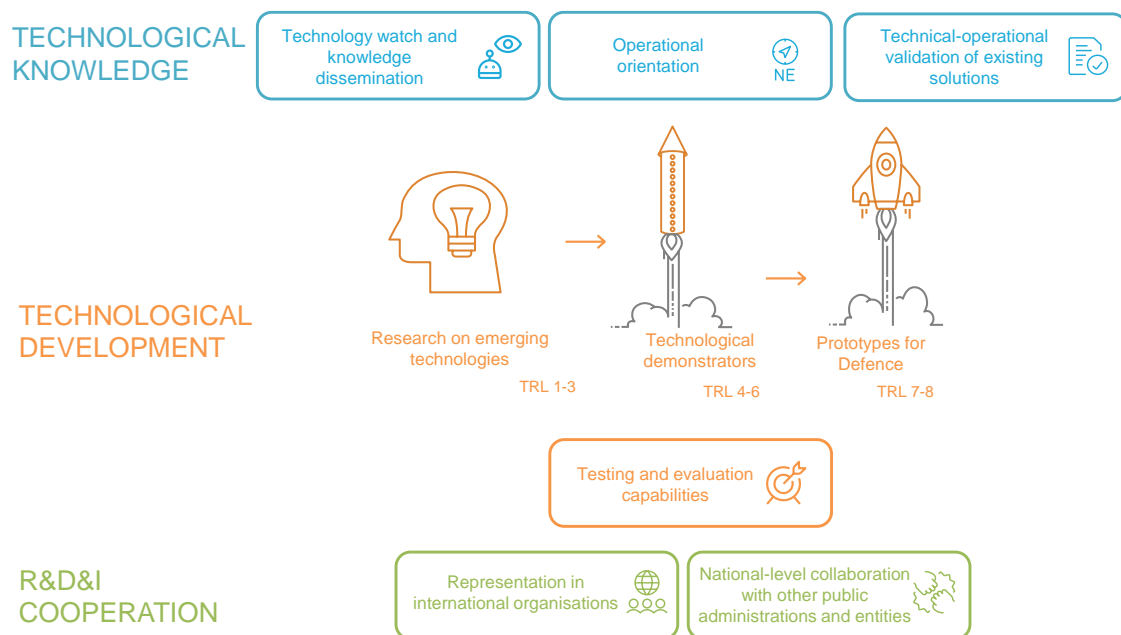 TECHNOLOGICAL
KNOWLEDGE
Technology watch and
knowledge
dissemination
Operational
orientation
NE
Technical-operational
validation of existing
solutions
TECHNOLOGICAL
DEVELOPMENT
Research on emerging
technologies
TRL 1-3
Technological
demonstrators
TRL 4-6
Prototypes for
Defence
TRL 7-8
Testing and evaluation
capabilities
R&D&I
COOPERATION
Representation in
international organisations
National-level collaboration
with other public
administrations and entities